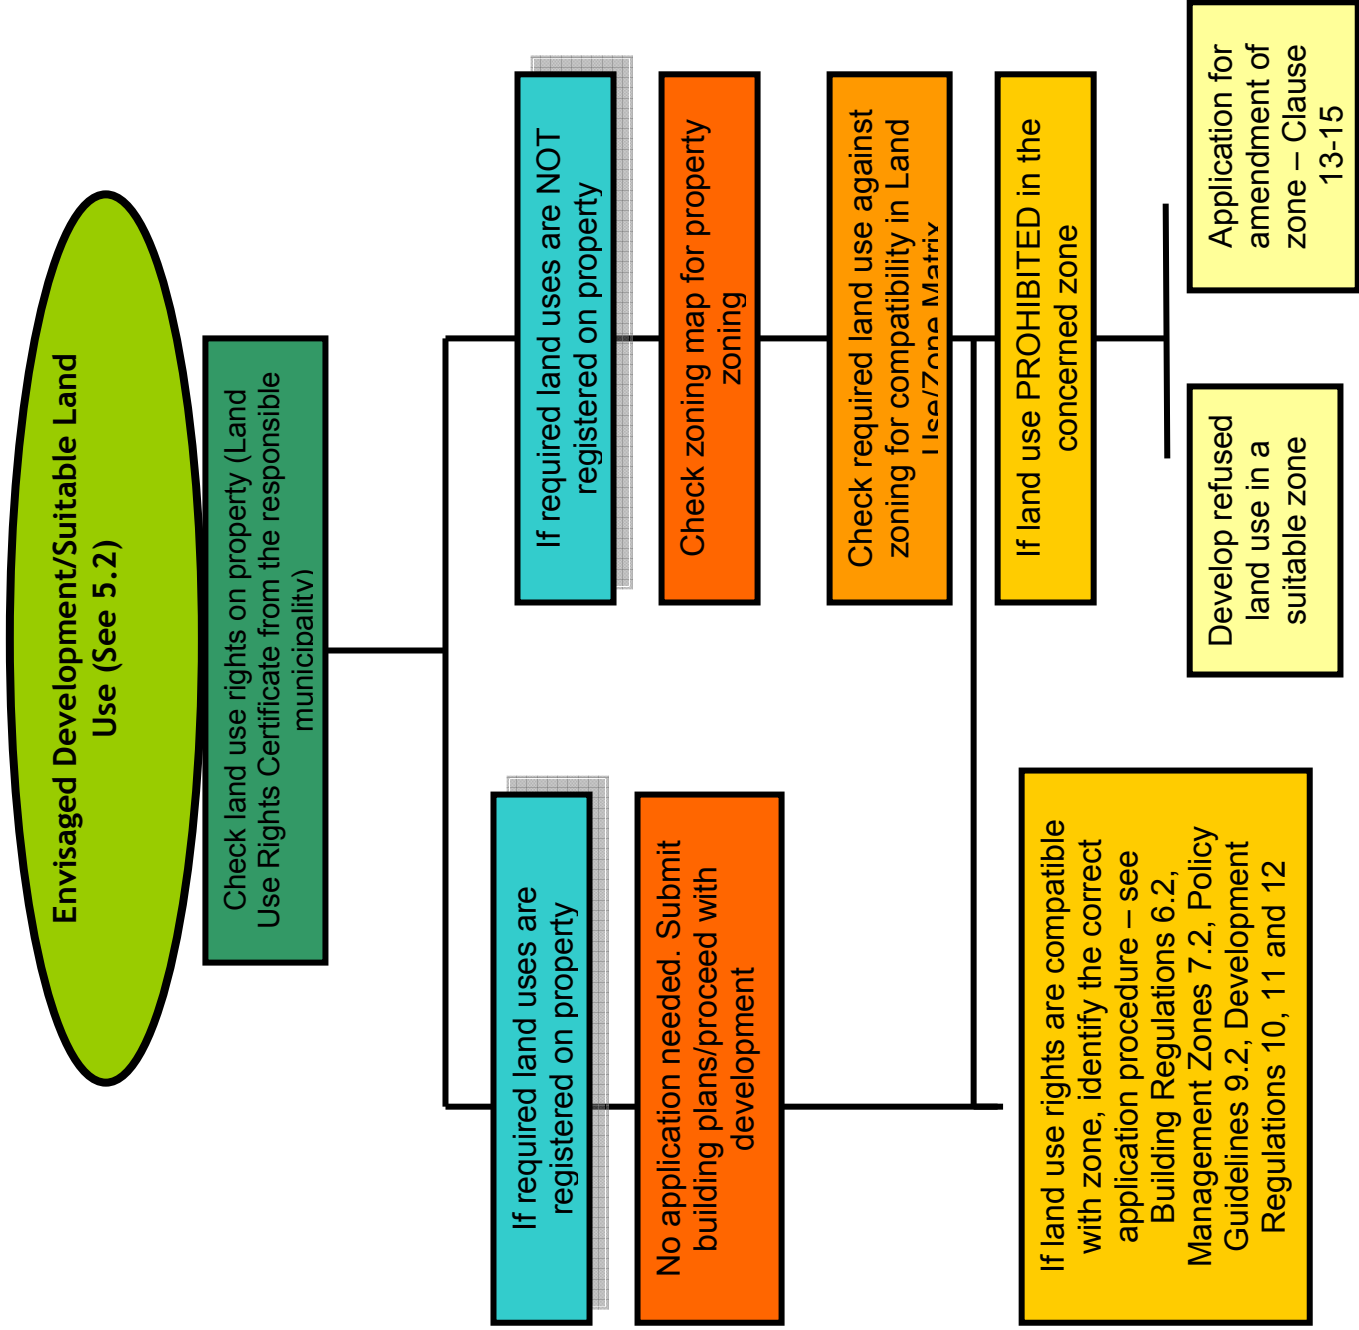 Envisaged Development/Suitable Land
Use (See 5.2)
Check land use rights on property (Land
Use Rights Certificate from the responsible
municipality)
If required land uses are
registered on property
No application needed. Submit
building plans/proceed with
development
If required land uses are NOT
registered on property
Check zoning map for property
zoning
Check required land use against
zoning for compatibility in Land
Use/Zone Matrix
If land use rights are compatible
with zone, identify the correct
application procedure – see
Building Regulations 6.2,
Management Zones 7.2, Policy
Guidelines 9.2, Development
Regulations 10, 11 and 12
If land use PROHIBITED in the
concerned zone
Develop refused
land use in a
suitable zone
Application for
amendment of
zone – Clause
13-15